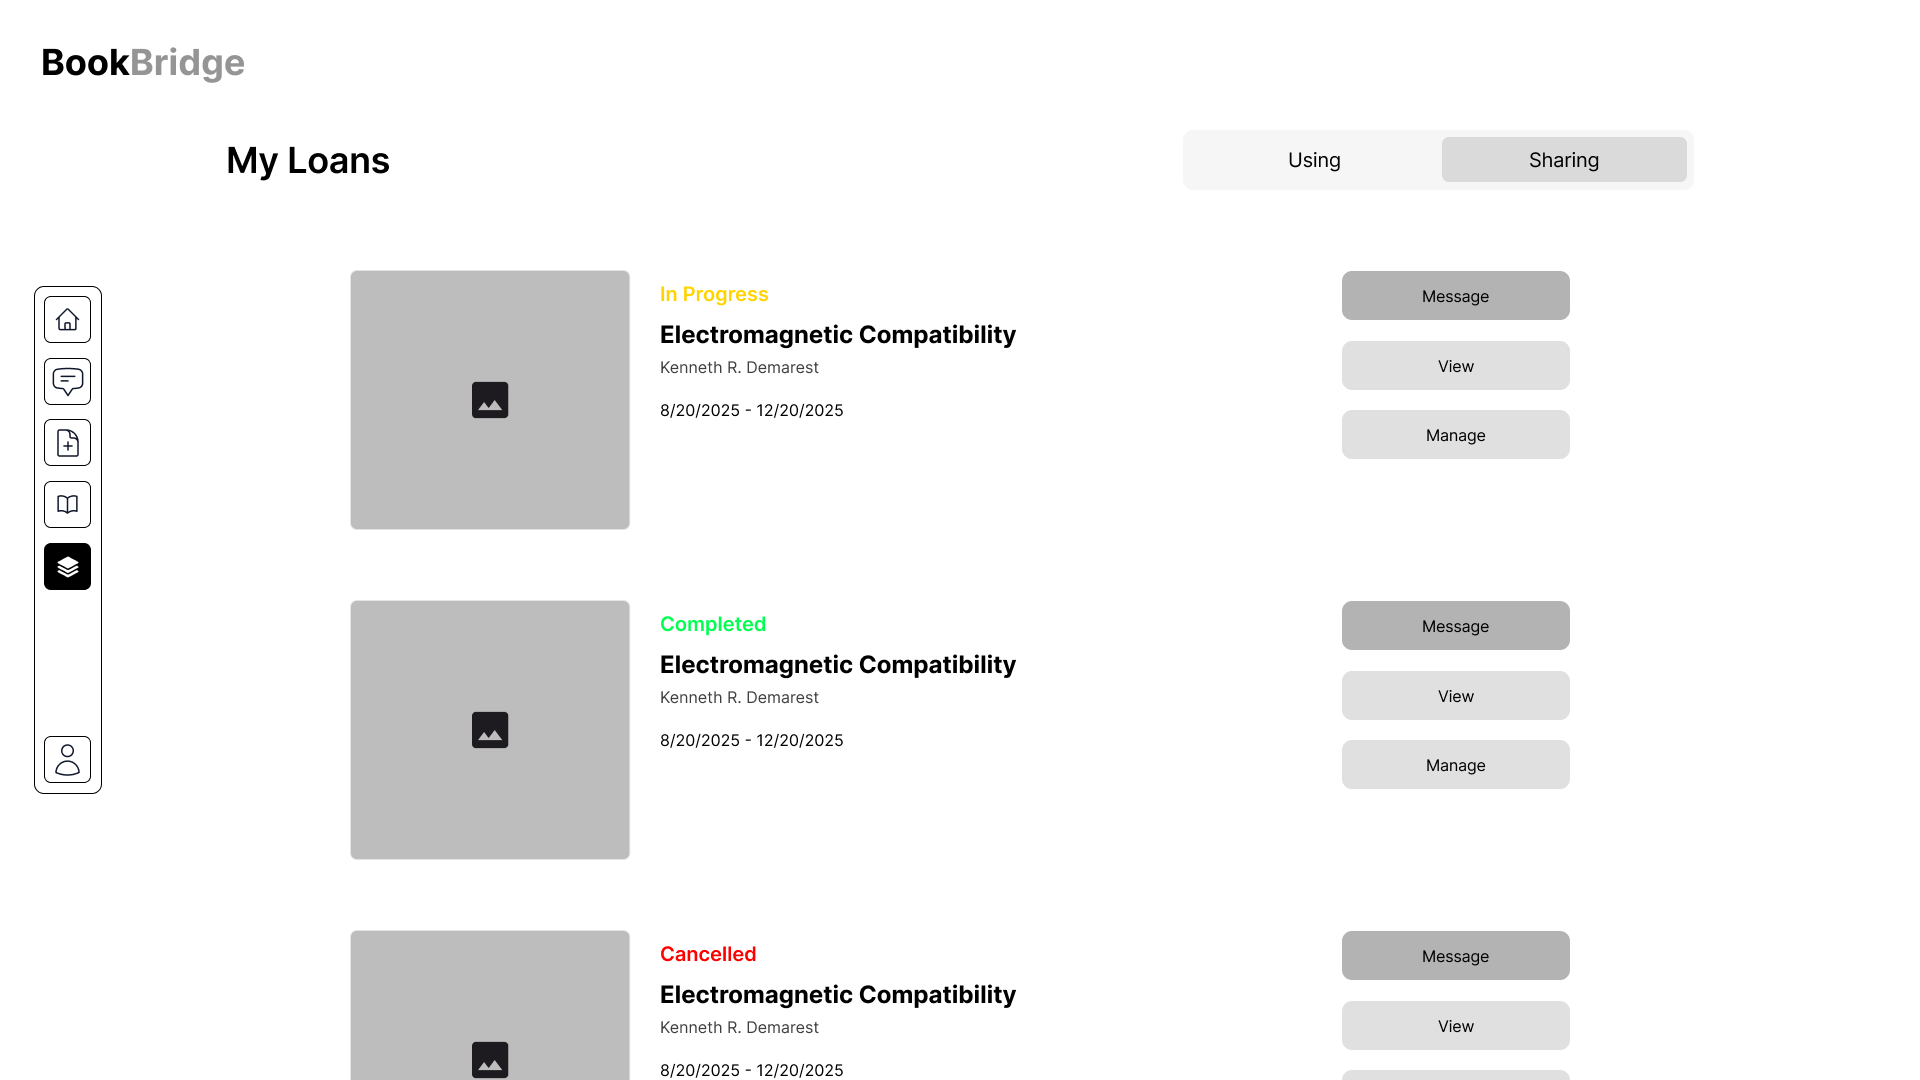 BookBridge
My Loans
Using
Sharing
In Progress
Electromagnetic Compatibility
Kenneth R. Demarest
8/20/2025 - 12/20/2025
Message
View
Manage
Completed
Electromagnetic Compatibility
Kenneth R. Demarest
8/20/2025 - 12/20/2025
Message
View
Manage
Cancelled
Electromagnetic Compatibility
Kenneth R. Demarest
8/20/2025 - 12/20/2025
Message
View